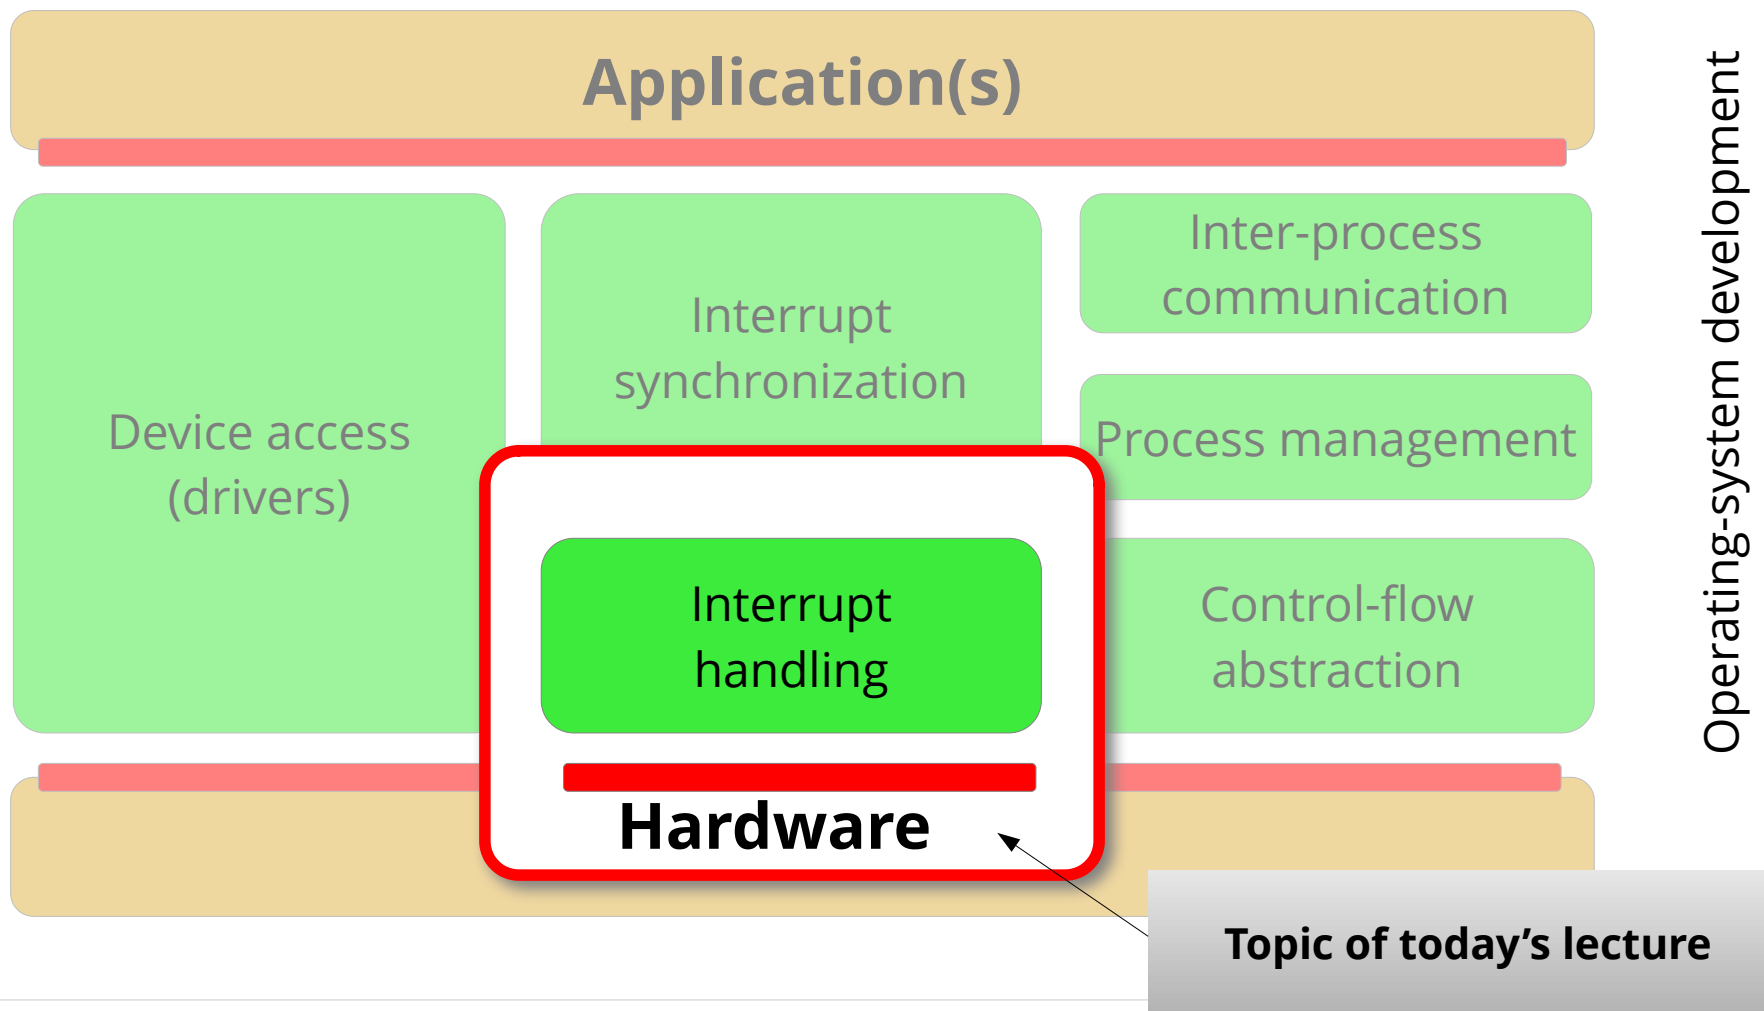 Application(s)
Device access
(drivers)
Interrupt
synchronization
Inter-process
communication
Process management
Interrupt
handling
Control-flow
abstraction
Hardware
Topic of today’s lecture
Operating-system development